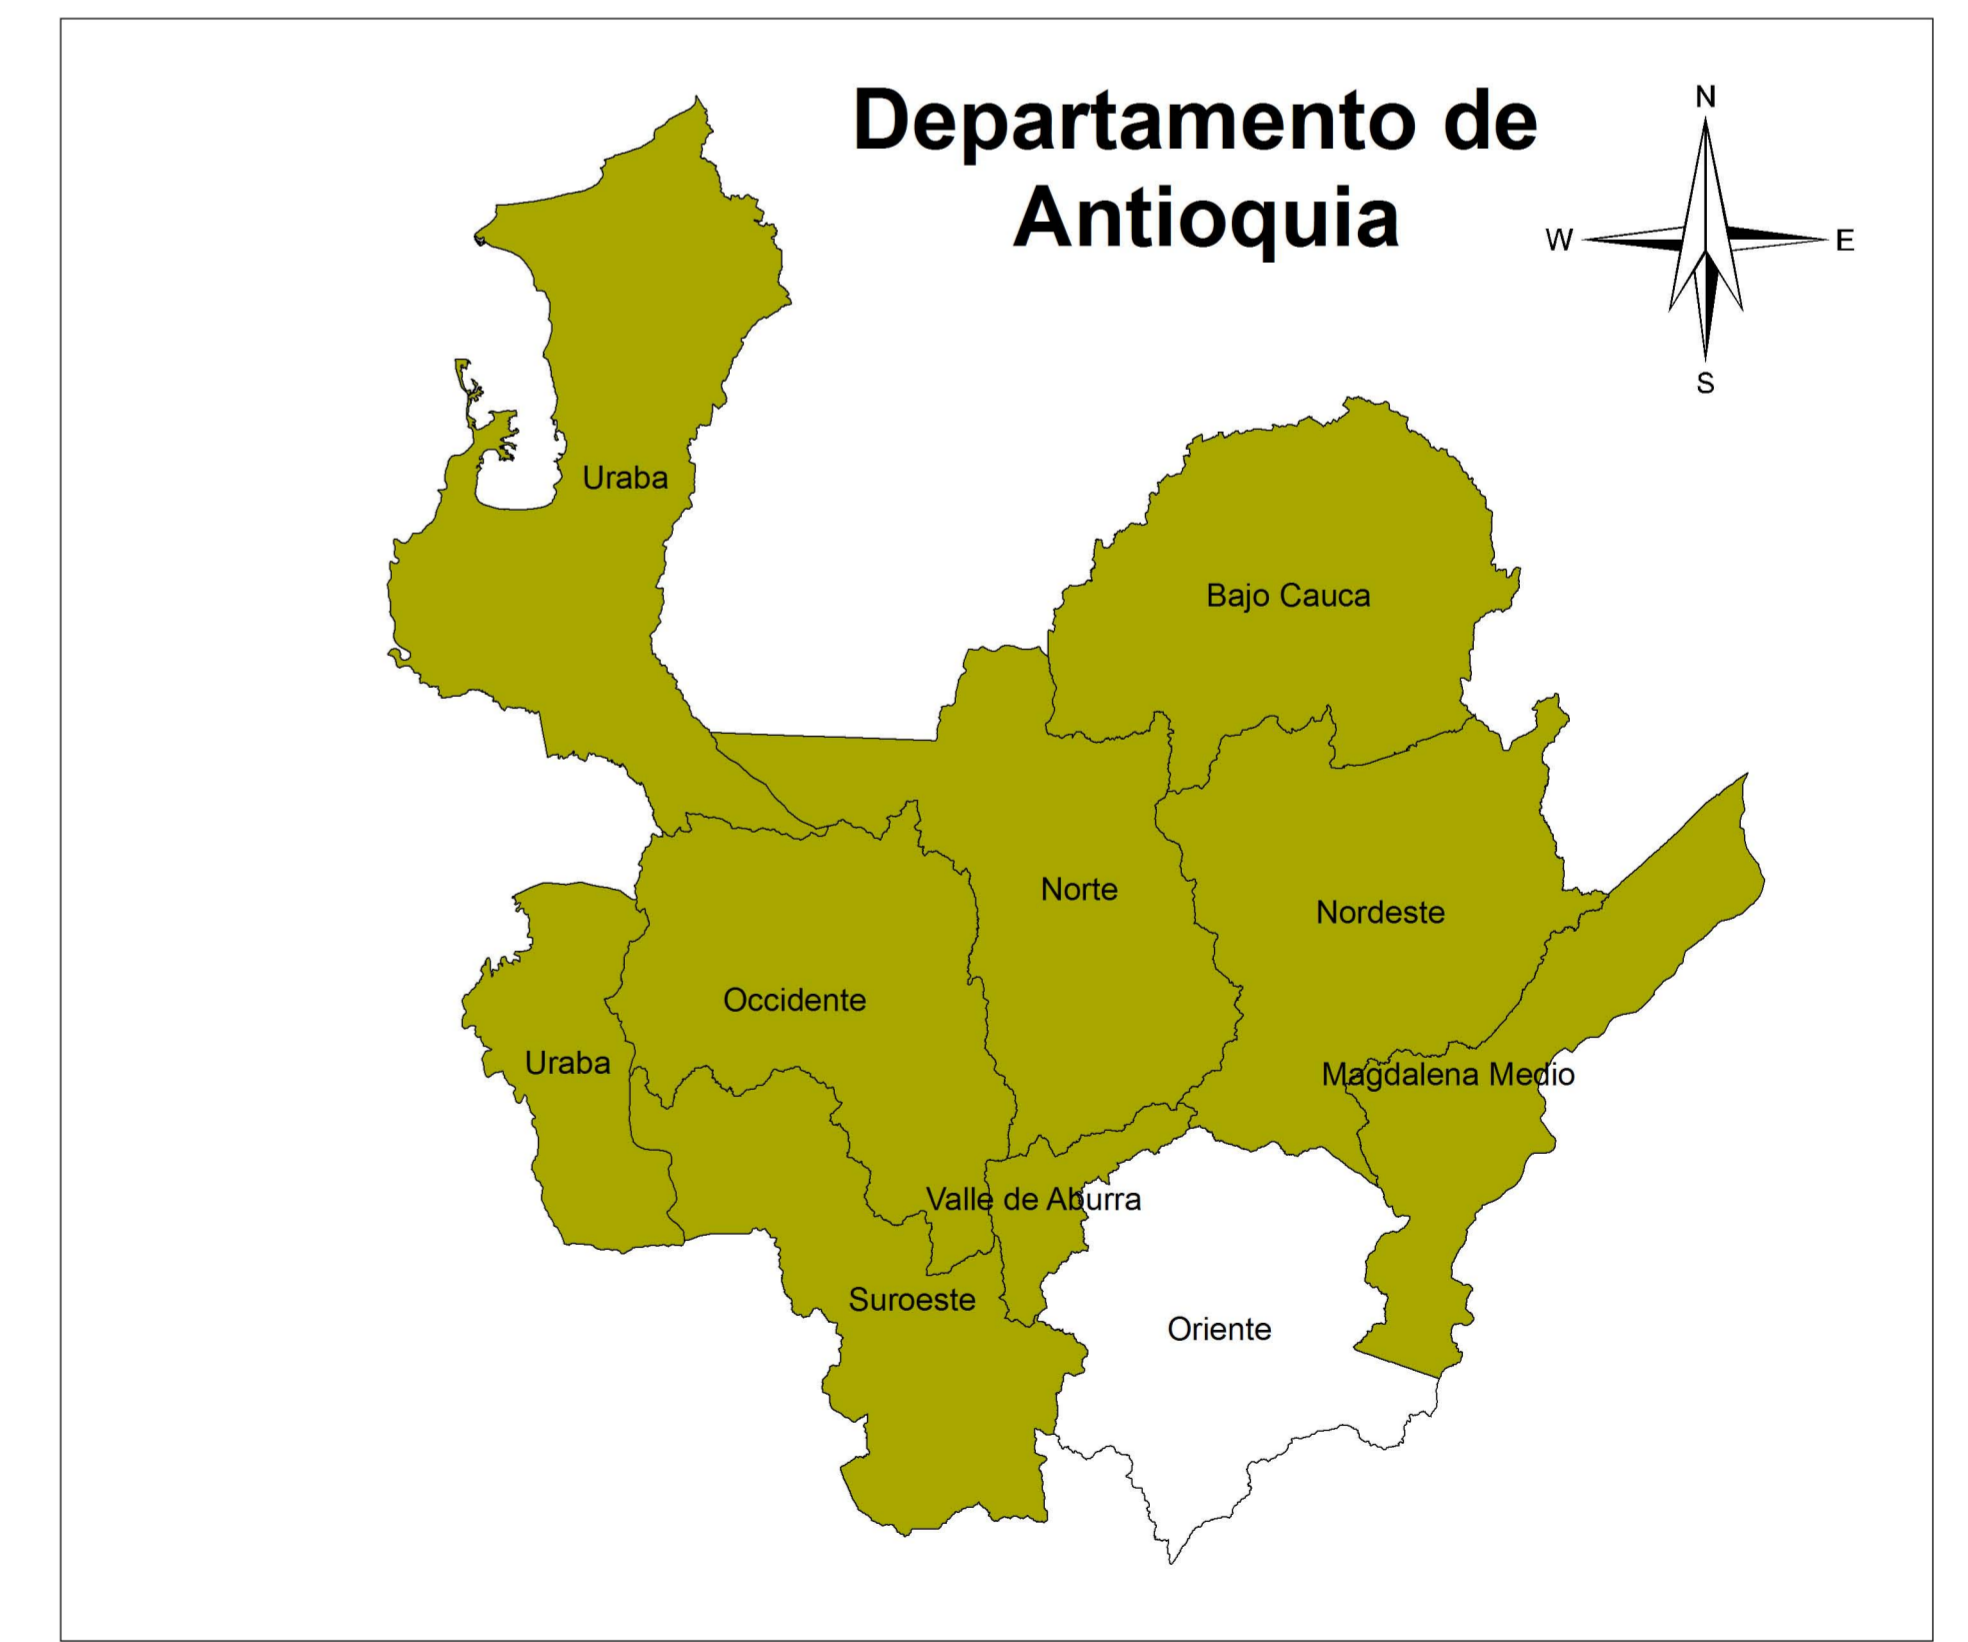 Departamento de
Antioquia
N
W
E
S
Uraba
Bajo Cauca
Norte
Nordeste
Occidente
Uraba
Magdalena Medio
Valle de Aburra
Suroeste
Oriente